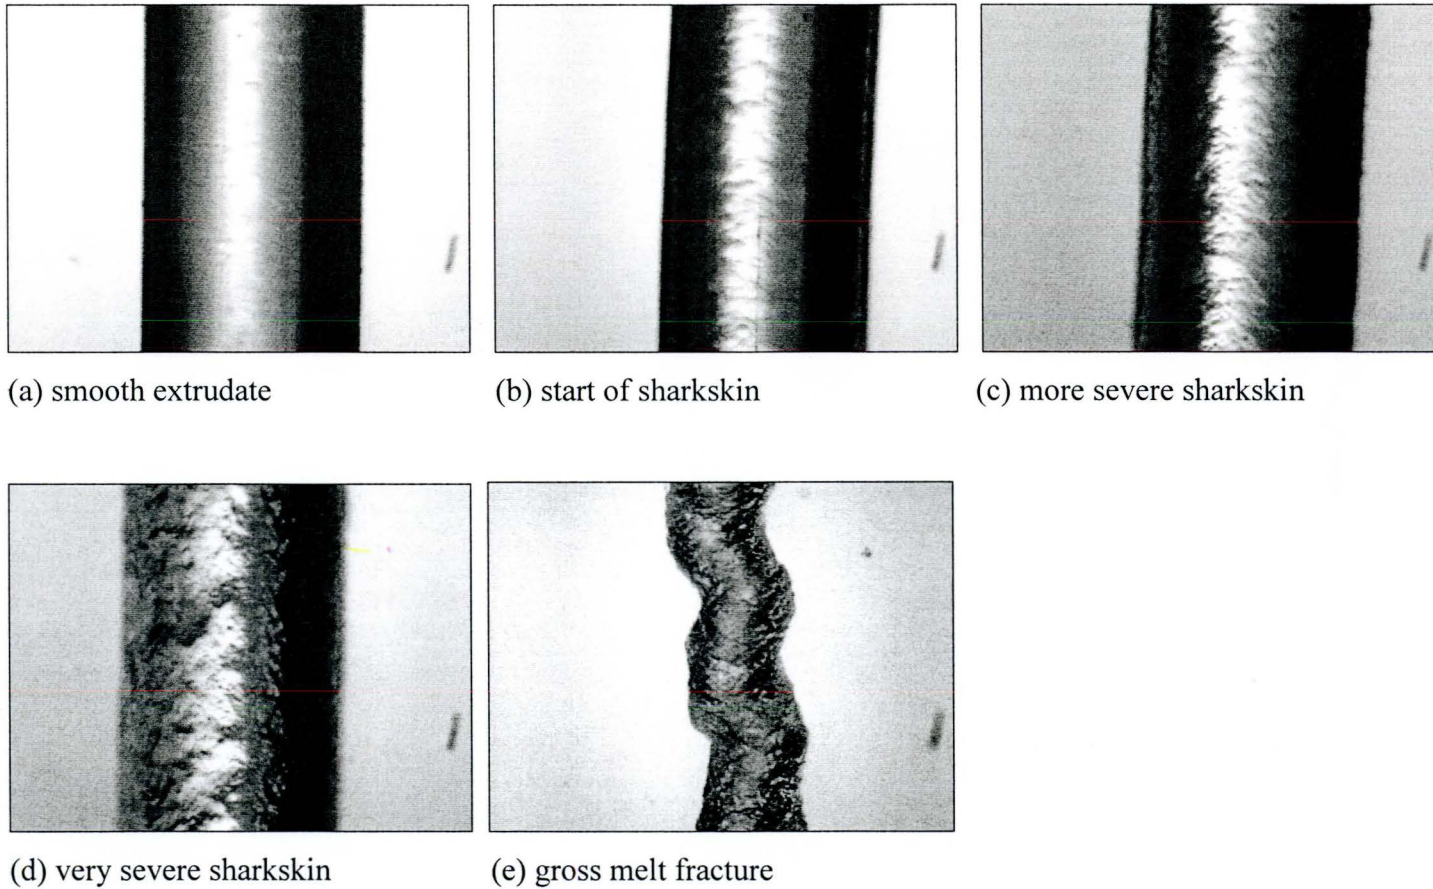 (a) smooth extrudate
(b) start of sharkskin
(c) more severe sharkskin
(d) very severe sharkskin
(e) gross melt fracture